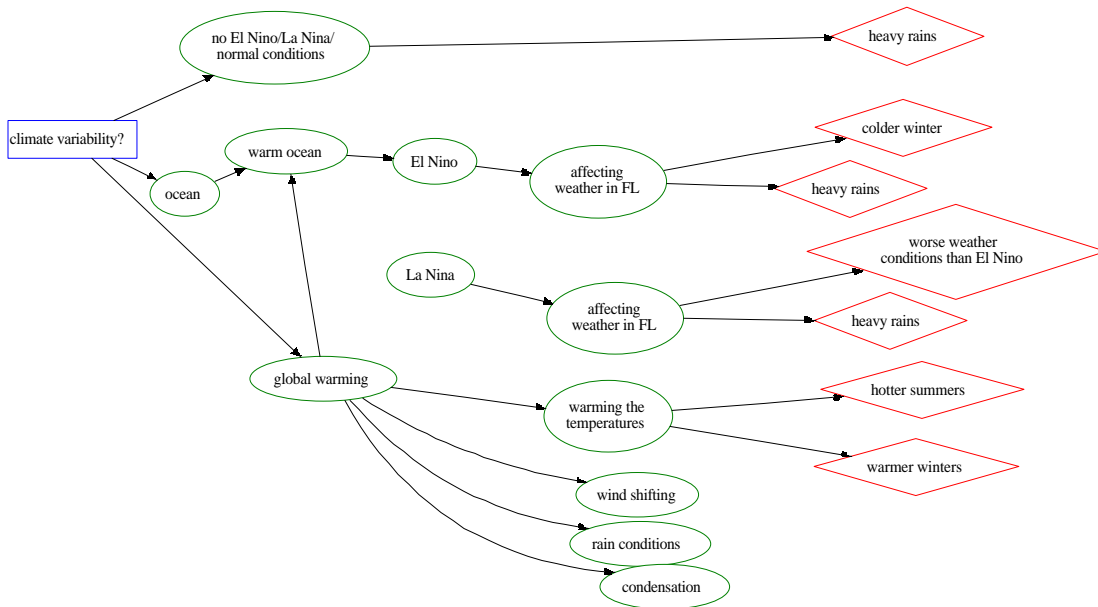 no El Nino/La Nina/
normal conditions
heavy rains
climate variability?
colder winter
warm ocean
El Nino
affecting
weather in FL
ocean
heavy rains
worse weather
conditions than El Nino
La Nina
affecting
weather in FL
heavy rains
global warming
hotter summers
warming the
temperatures
warmer winters
wind shifting
rain conditions
condensation